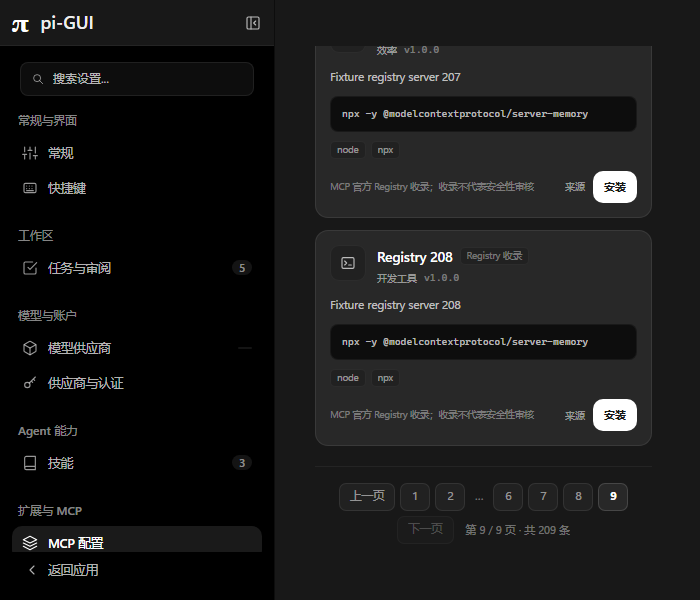 π pi-GUI
搜索设置...
常规与界面
常规
快捷键
工作区
任务与审阅 5
模型与账户
模型供应商
供应商与认证
Agent 能力
技能 3
扩展与 MCP
MCP 配置
返回应用
效率 v1.0.0
Fixture registry server 207
npx -y @modelcontextprotocol/server-memory
node npx
MCP 官方 Registry 收录；收录不代表安全性审核 来源 安装
Registry 208 Registry 收录
开发工具 v1.0.0
Fixture registry server 208
npx -y @modelcontextprotocol/server-memory
node npx
MCP 官方 Registry 收录；收录不代表安全性审核 来源 安装
上一页 1 2 ... 6 7 8 9
下一页 第 9 / 9 页 · 共 209 条